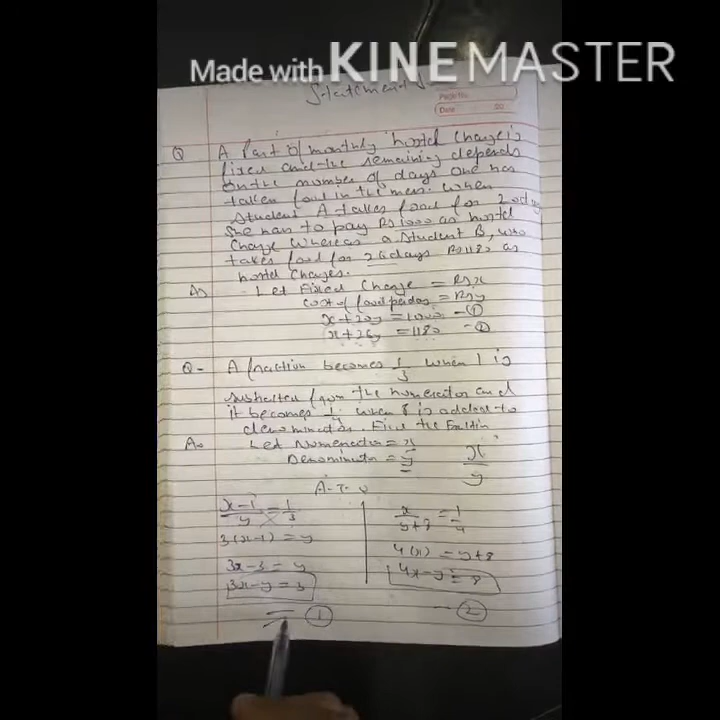 Made with KINEMASTER
Statement
Page No.
Date 20
Q A Part of monthly hostel Charge is
fixed and the remaining depends
on the number of days one has
taken food in the mess. When
Student A takes food for 20 day
She has to pay Rs 1000 as hostel
Charge Whereas a Student B, who
takes food for 26 days Rs 1180 as
hostel Charges.
A) Let Fixed Charge = Rs x
cost of food per day = Rs y
x+20y = 1000 - ①
x+26y = 1180 - ②
Q- A fraction becomes 1/3 when 1 is
from the numerator and
it becomes 1/4 when 8 is added to
denominator. Find the
A. Let Numerator = x
Denominator = y x/y
A.T.Q
x-1/y = 1/3 x/y+8 = 1/4
3(x-1) = y 4(x) = y+8
3x-3 = y 4x-y = 8
3x-y = 3
① - ②